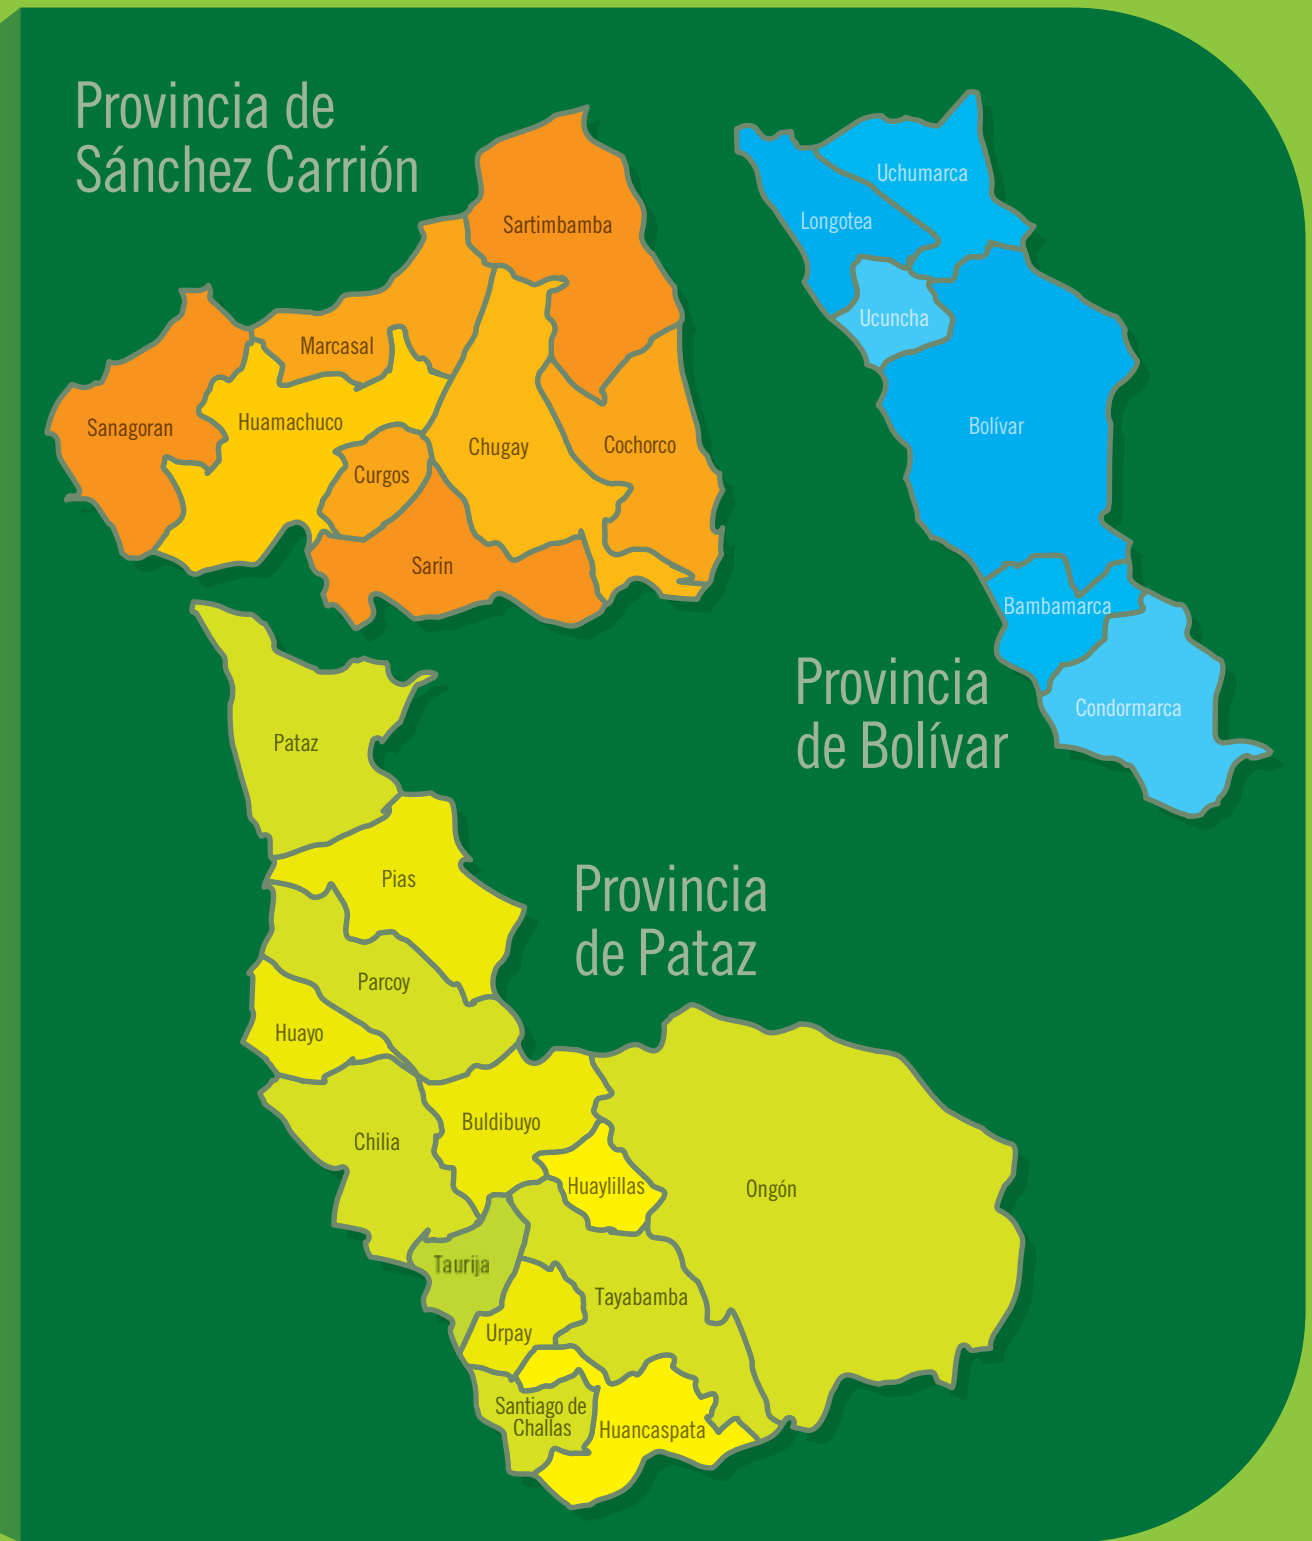 Provincia de
Sánchez Carrión
Sartimbamba
Marcasal
Sanagoran
Huamachuco
Curgos
Chugay
Cochorco
Sarin
Uchumarca
Longotea
Ucuncha
Bolívar
Bambamarca
Condormarca
Provincia
de Bolívar
Pataz
Pias
Parcoy
Huayo
Chilia
Buldibuyo
Huaylillas
Ongón
Taurija
Tayabamba
Urpay
Santiago de
Challas
Huancaspata
Provincia
de Pataz